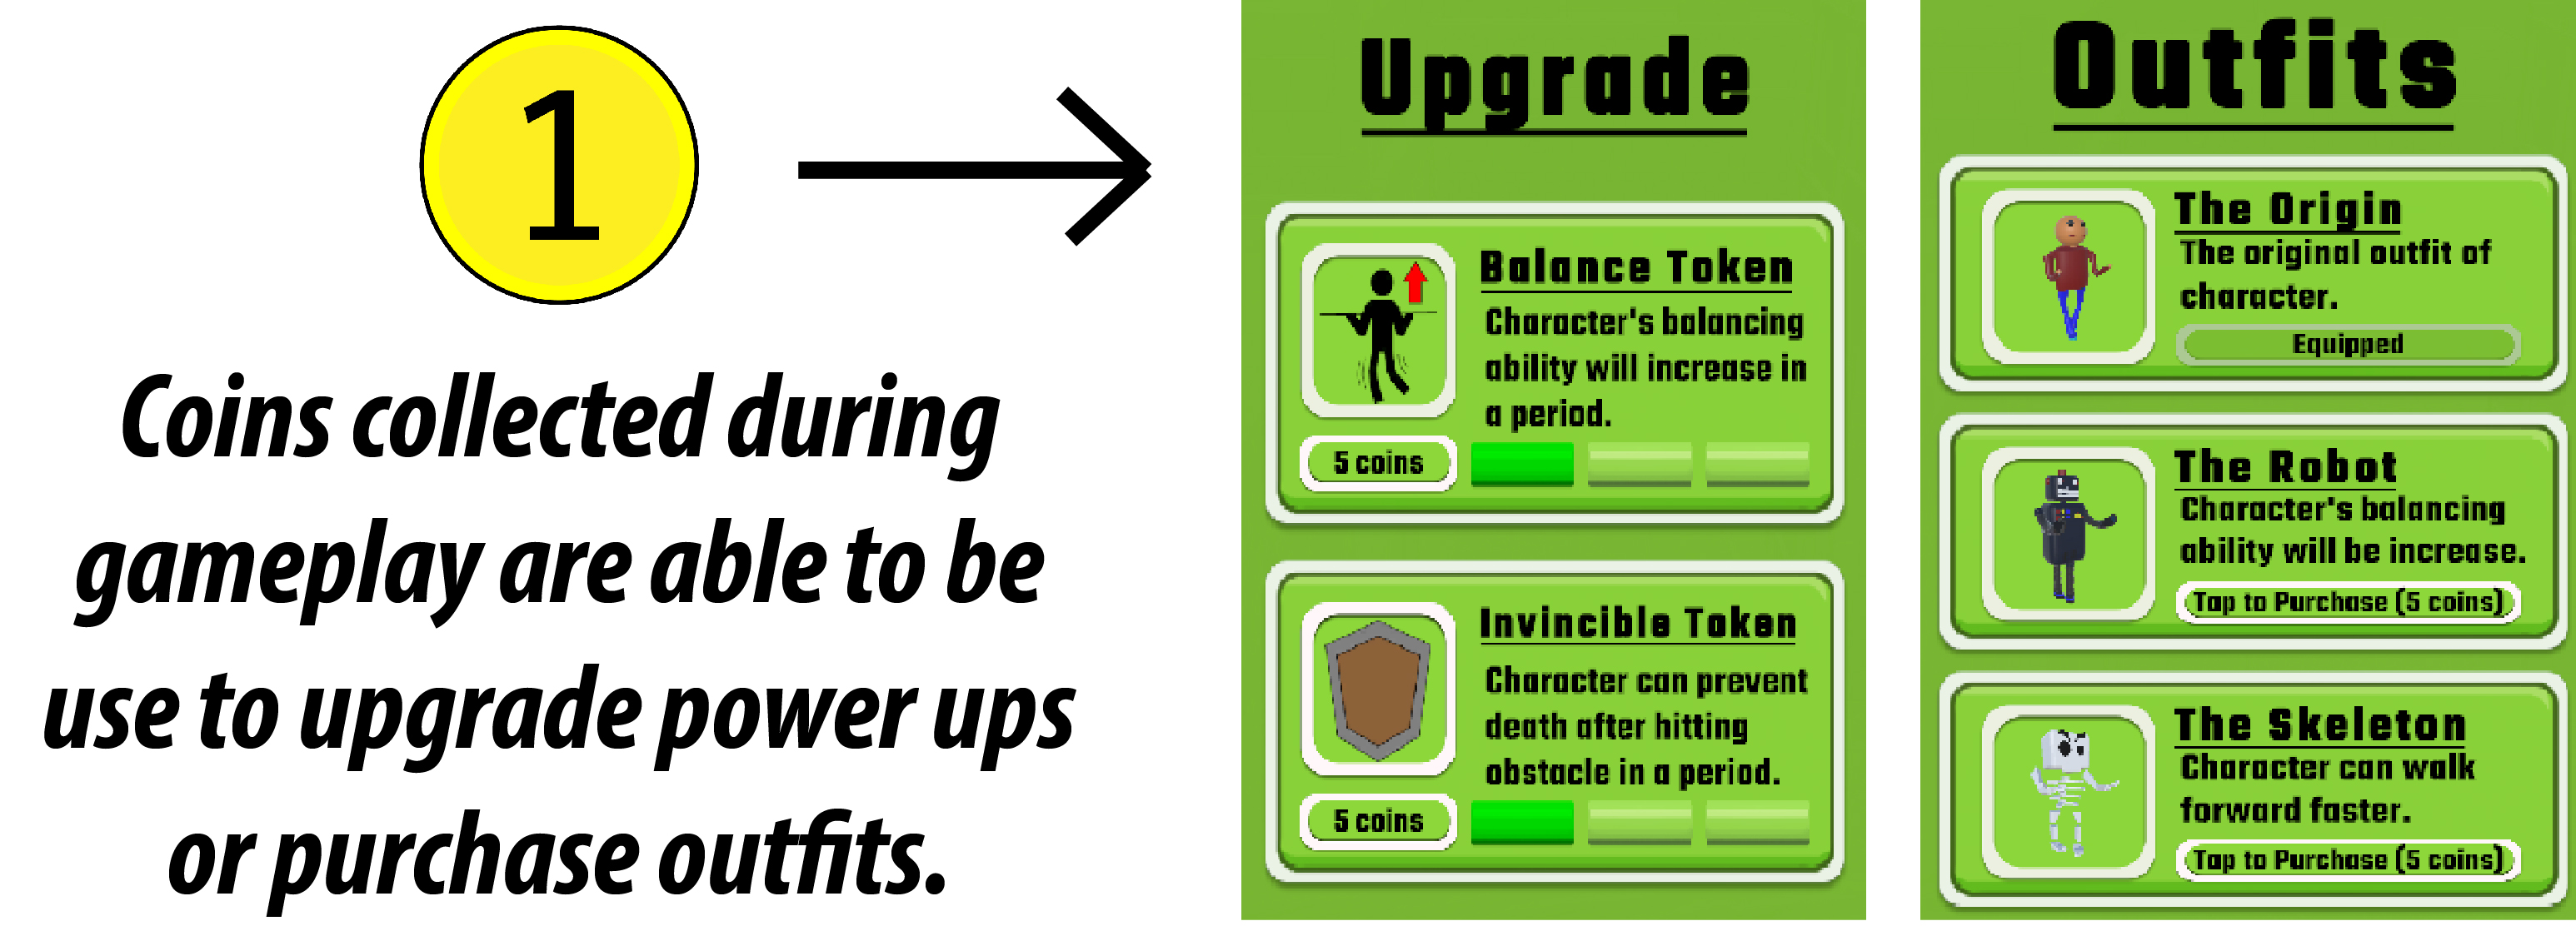 1
Coins collected during
gameplay are able to be
use to upgrade power ups
or purchase outfits.
Upgrade
Balance Token
Character's balancing
ability will increase in
a period.
5 coins
Invincible Token
Character can prevent
death after hitting
obstacle in a period.
5 coins
Outfits
The Origin
The original outfit of
character.
Equipped
The Robot
Character's balancing
ability will be increase.
Tap to Purchase (5 coins)
The Skeleton
Character can walk
forward faster.
Tap to Purchase (5 coins)